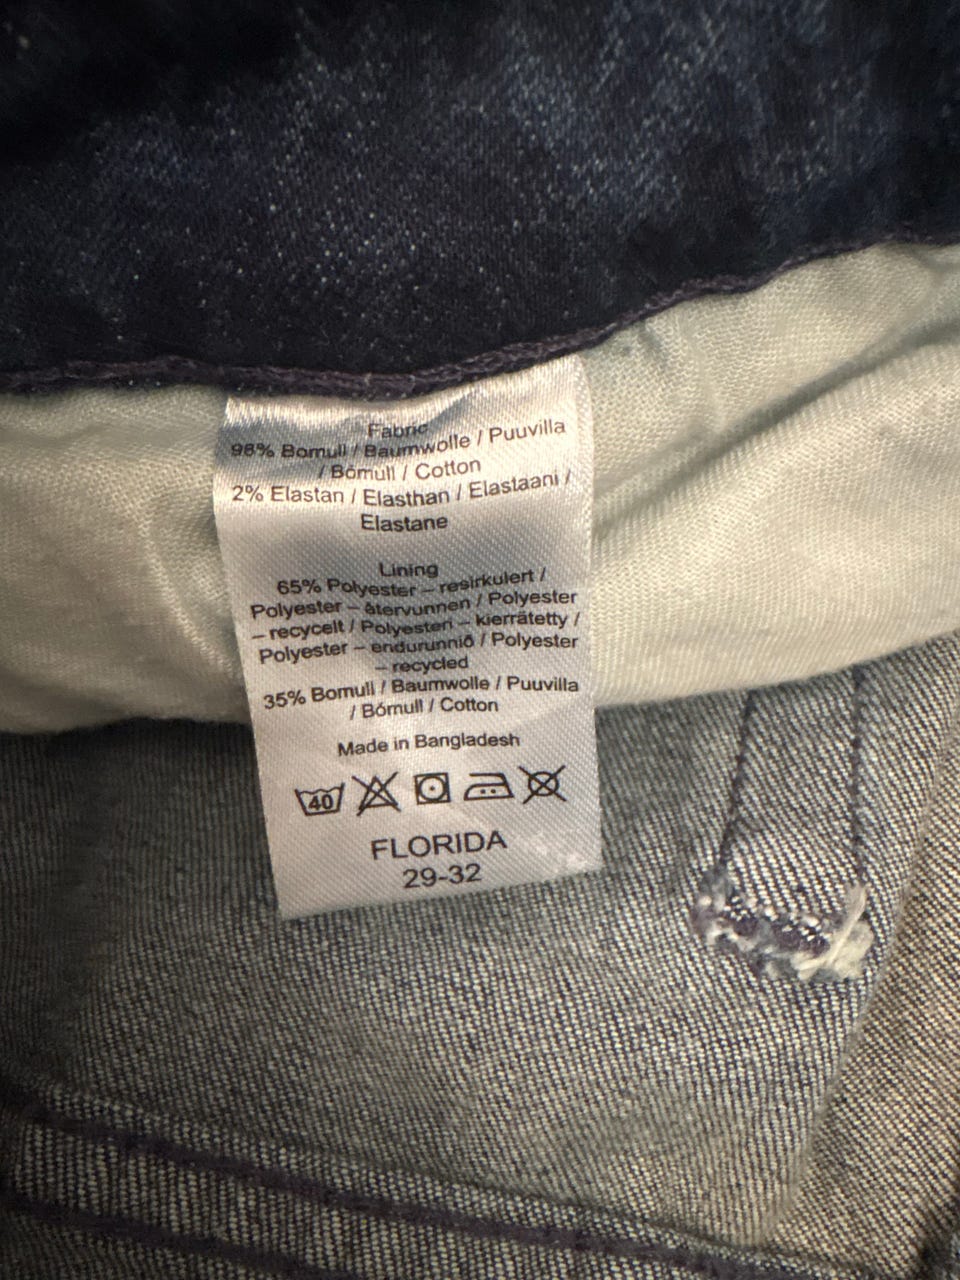 Fabric
98% Bomull / Baumwolle / Puuvilla
/ Bómull / Cotton
2% Elastan / Elasthan / Elastaani /
Elastane
Lining
65% Polyester – resirkulert /
Polyester – återvunnen / Polyester
– recycelt / Polyesteri – kierrätetty /
Polyester – endurunnið / Polyester
– recycled
35% Bomull / Baumwolle / Puuvilla
/ Bómull / Cotton
Made in Bangladesh
40
FLORIDA
29-32